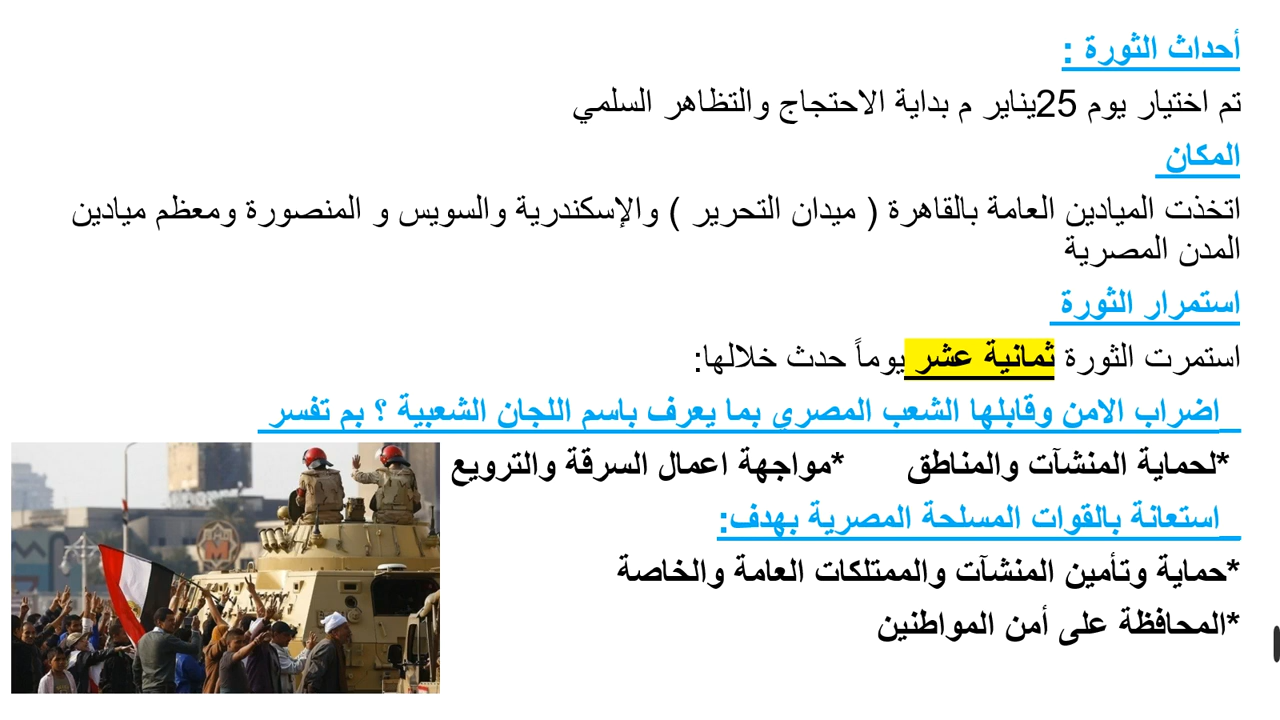 أحداث الثورة :
تم اختيار يوم 25يناير م بداية الاحتجاج والتظاهر السلمي
المكان
اتخذت الميادين العامة بالقاهرة ( ميدان التحرير ) والإسكندرية والسويس و المنصورة ومعظم ميادين
المدن المصرية
استمرار الثورة
استمرت الثورة ثمانية عشر يوماً حدث خلالها:
اضراب الامن وقابلها الشعب المصري بما يعرف باسم اللجان الشعبية ؟ بم تفسر
*لحماية المنشآت والمناطق *مواجهة اعمال السرقة والترويع
استعانة بالقوات المسلحة المصرية بهدف:
*حماية وتأمين المنشآت والممتلكات العامة والخاصة
*المحافظة على أمن المواطنين